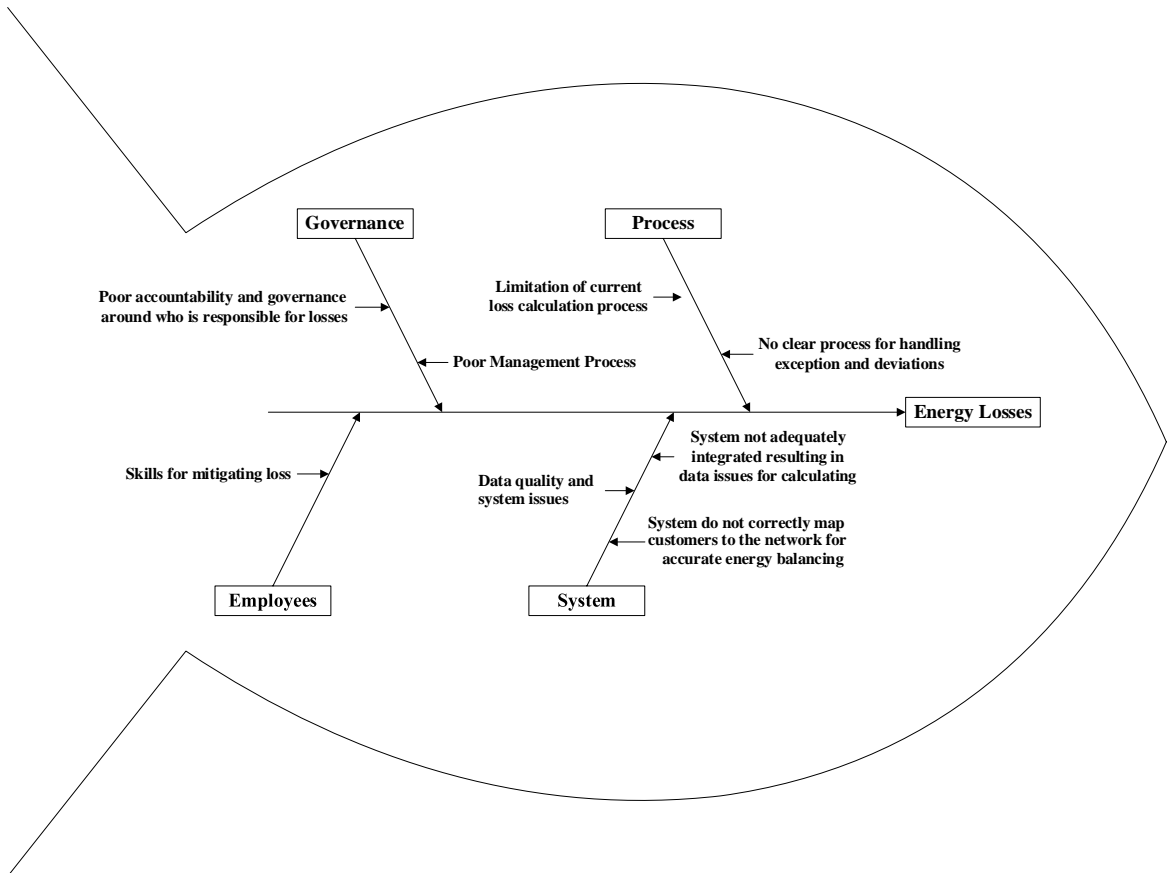 Governance
Process
Poor accountability and governance
around who is responsible for losses
Limitation of current
loss calculation process
Poor Management Process
No clear process for handling
exception and deviations
Energy Losses
Skills for mitigating loss
Data quality and
system issues
System not adequately
integrated resulting in
data issues for calculating
System do not correctly map
customers to the network for
accurate energy balancing
Employees
System